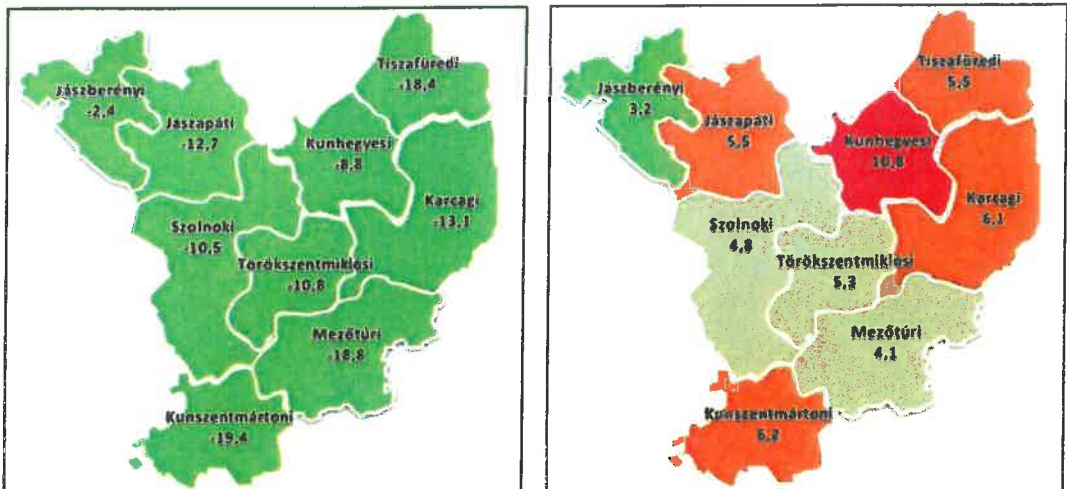 Tiszafüredi
-18,4
Jászberényi
-2,4
Jászapáti
-12,7
Kunhegyesi
-8,8
Karcagi
-13,1
Szolnoki
-10,5
Törökszentmiklósi
-10,8
Mezőtúri
-18,8
Kunszentmártoni
-19,4
Tiszafüredi
5,5
Jászberényi
3,2
Jászapáti
5,5
Kunhegyesi
10,8
Karcagi
6,1
Szolnoki
4,8
Törökszentmiklósi
5,3
Mezőtúri
4,1
Kunszentmártoni
6,2